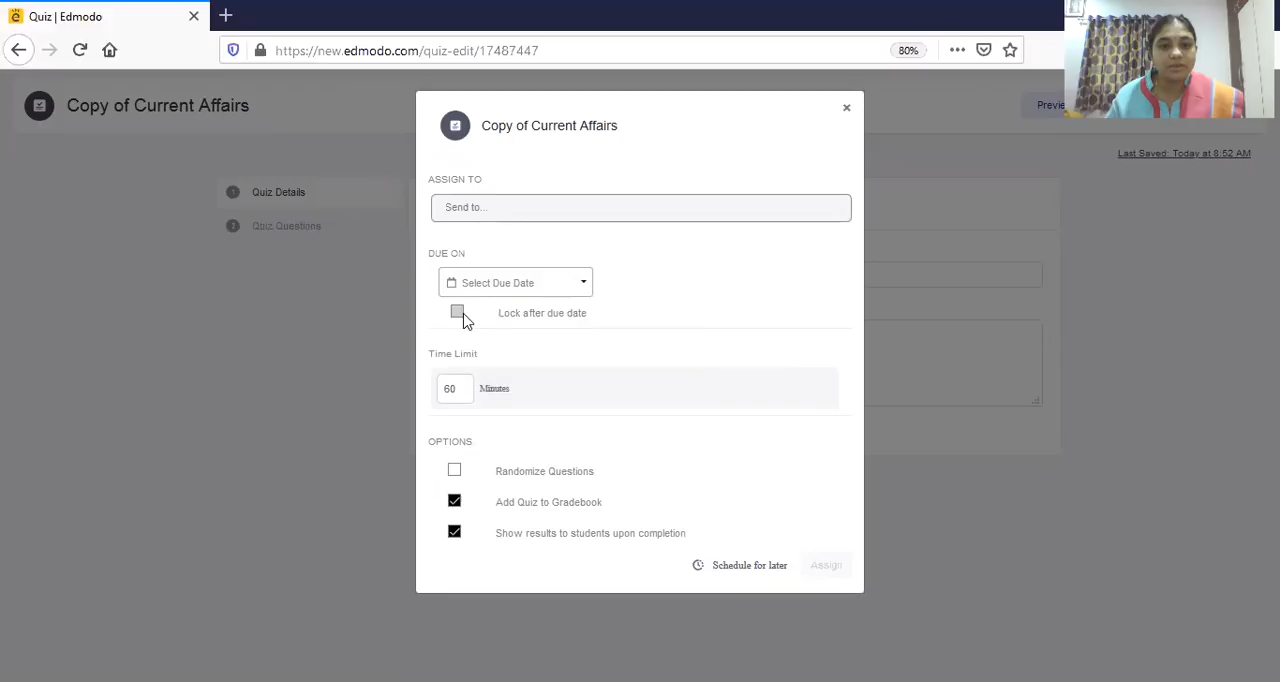 Quiz | Edmodo
https://new.edmodo.com/quiz-edit/17487447
80%
Copy of Current Affairs
Last Saved: Today at 8:52 AM
Quiz Details
Quiz Questions
Copy of Current Affairs
ASSIGN TO
Send to...
DUE ON
Select Due Date
Lock after due date
Time Limit
60 Minutes
OPTIONS
Randomize Questions
Add Quiz to Gradebook
Show results to students upon completion
Schedule for later
Assign